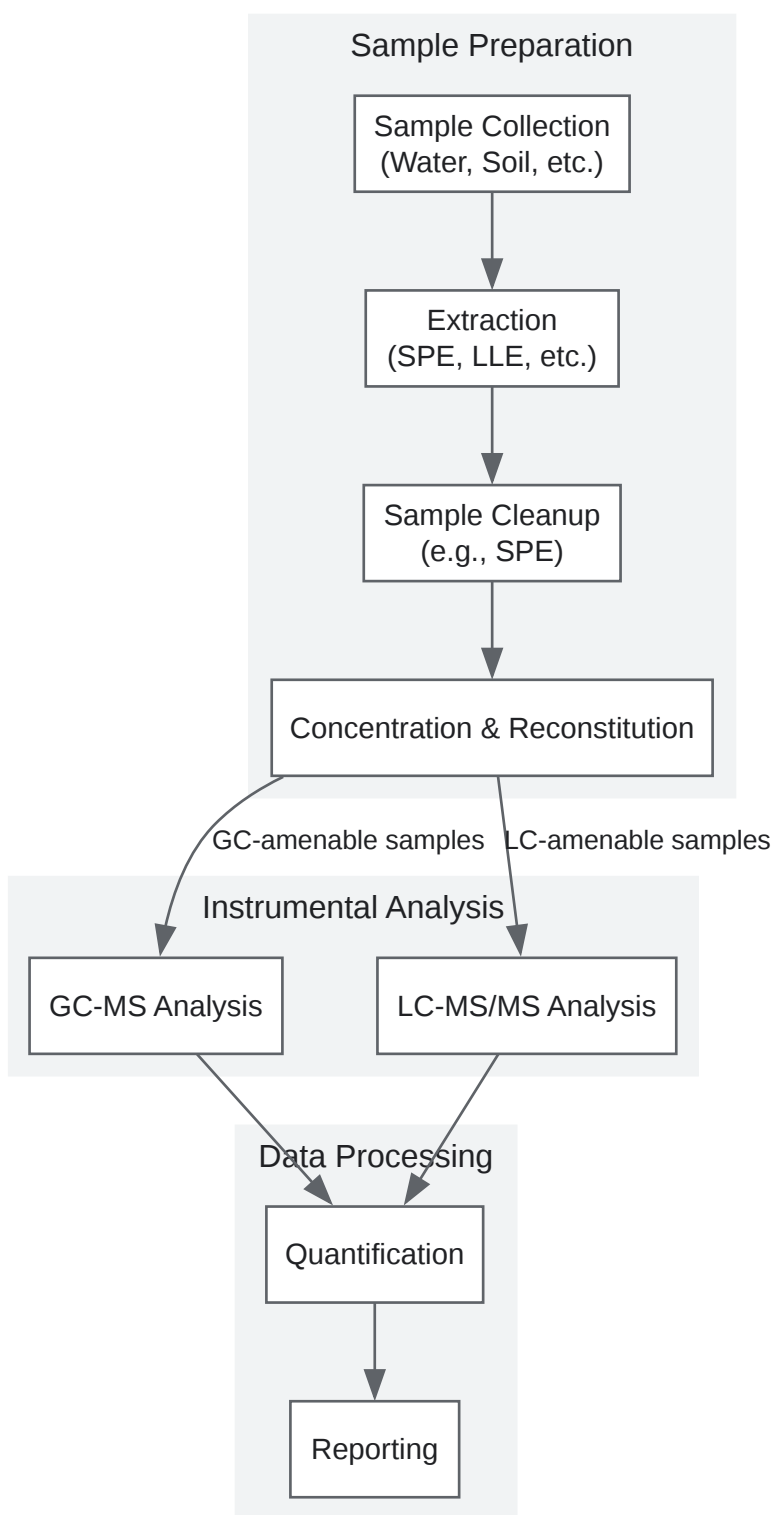 Sample Preparation
Sample Collection
(Water, Soil, etc.)
Extraction
(SPE, LLE, etc.)
Sample Cleanup
(e.g., SPE)
Concentration & Reconstitution
GC-amenable samples
LC-amenable samples
Instrumental Analysis
GC-MS Analysis
LC-MS/MS Analysis
Data Processing
Quantification
Reporting